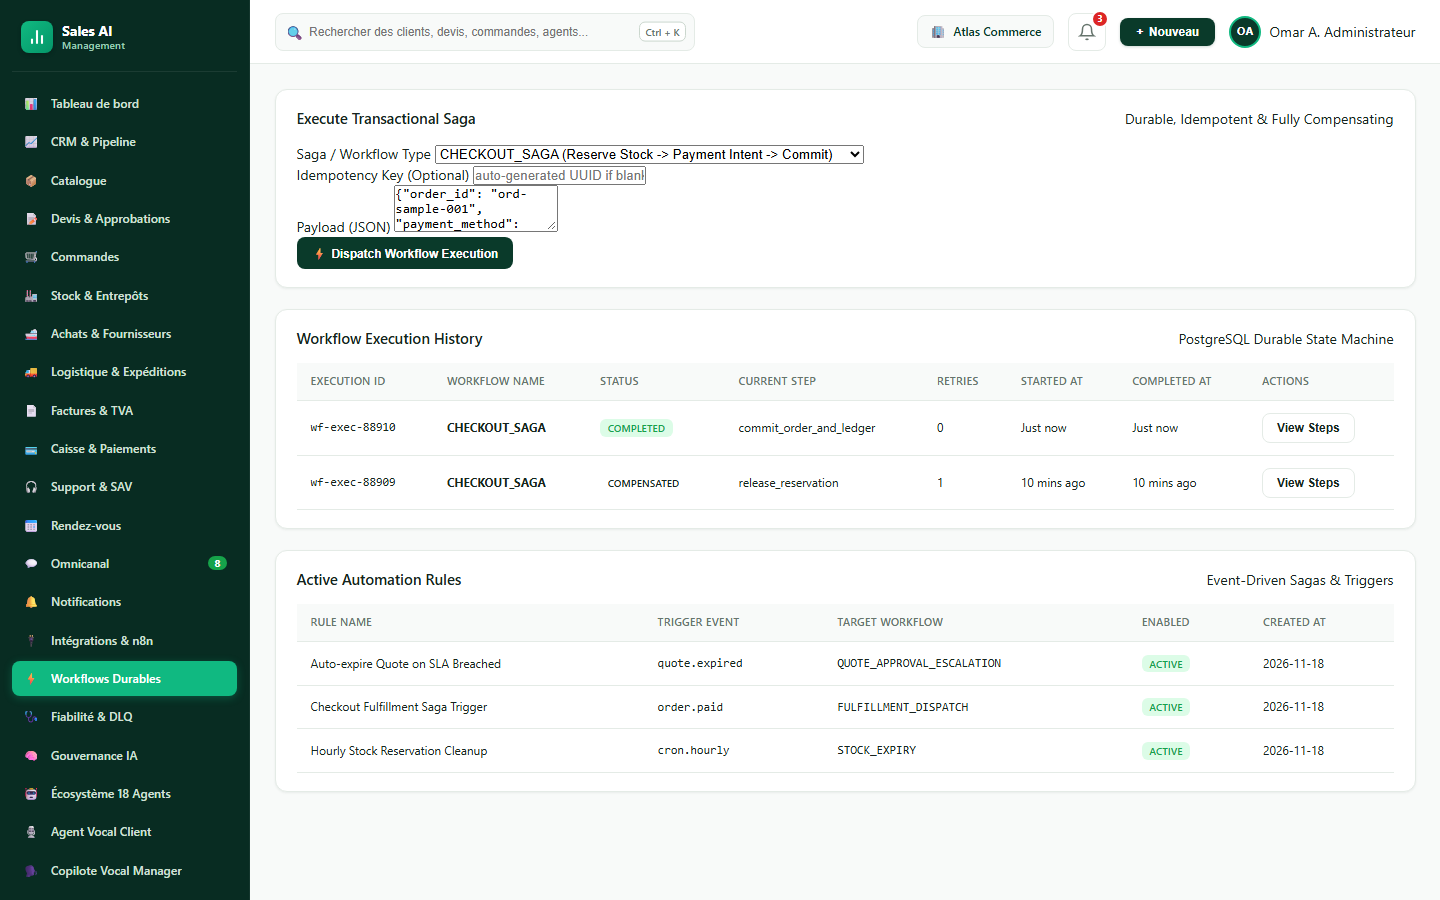 Sales AI
Management
Tableau de bord
CRM & Pipeline
Catalogue
Devis & Approbations
Commandes
Stock & Entrepôts
Achats & Fournisseurs
Logistique & Expéditions
Factures & TVA
Caisse & Paiements
Support & SAV
Rendez-vous
Omnicanal 8
Notifications
Intégrations & n8n
Workflows Durables
Fiabilité & DLQ
Gouvernance IA
Écosystème 18 Agents
Agent Vocal Client
Copilote Vocal Manager
Rechercher des clients, devis, commandes, agents... Ctrl + K
Atlas Commerce
3
+ Nouveau
OA Omar A. Administrateur
Execute Transactional Saga Durable, Idempotent & Fully Compensating
Saga / Workflow Type CHECKOUT_SAGA (Reserve Stock -> Payment Intent -> Commit)
Idempotency Key (Optional) auto-generated UUID if blank
{"order_id": "ord-
sample-001",
"payment_method":
Payload (JSON)
Dispatch Workflow Execution
Workflow Execution History PostgreSQL Durable State Machine
EXECUTION ID WORKFLOW NAME STATUS CURRENT STEP RETRIES STARTED AT COMPLETED AT ACTIONS
wf-exec-88910 CHECKOUT_SAGA COMPLETED commit_order_and_ledger 0 Just now Just now View Steps
wf-exec-88909 CHECKOUT_SAGA COMPENSATED release_reservation 1 10 mins ago 10 mins ago View Steps
Active Automation Rules Event-Driven Sagas & Triggers
RULE NAME TRIGGER EVENT TARGET WORKFLOW ENABLED CREATED AT
Auto-expire Quote on SLA Breached quote.expired QUOTE_APPROVAL_ESCALATION ACTIVE 2026-11-18
Checkout Fulfillment Saga Trigger order.paid FULFILLMENT_DISPATCH ACTIVE 2026-11-18
Hourly Stock Reservation Cleanup cron.hourly STOCK_EXPIRY ACTIVE 2026-11-18